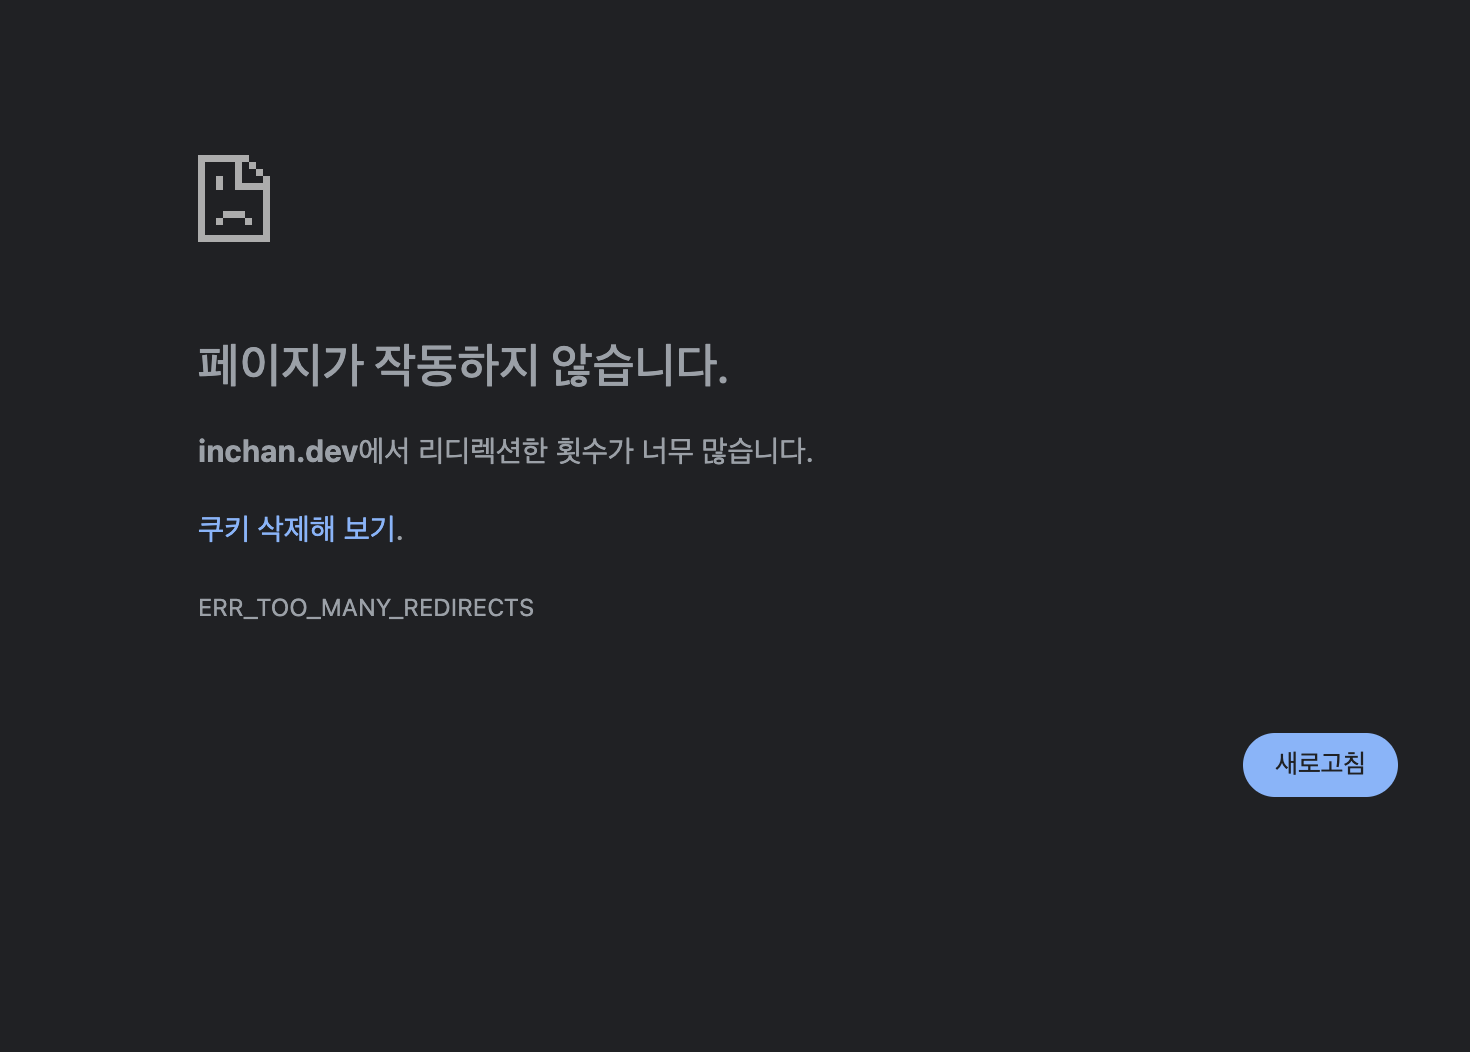 페이지가 작동하지 않습니다.
inchan.dev에서 리디렉션한 횟수가 너무 많습니다.
쿠키 삭제해 보기.
ERR_TOO_MANY_REDIRECTS
새로고침